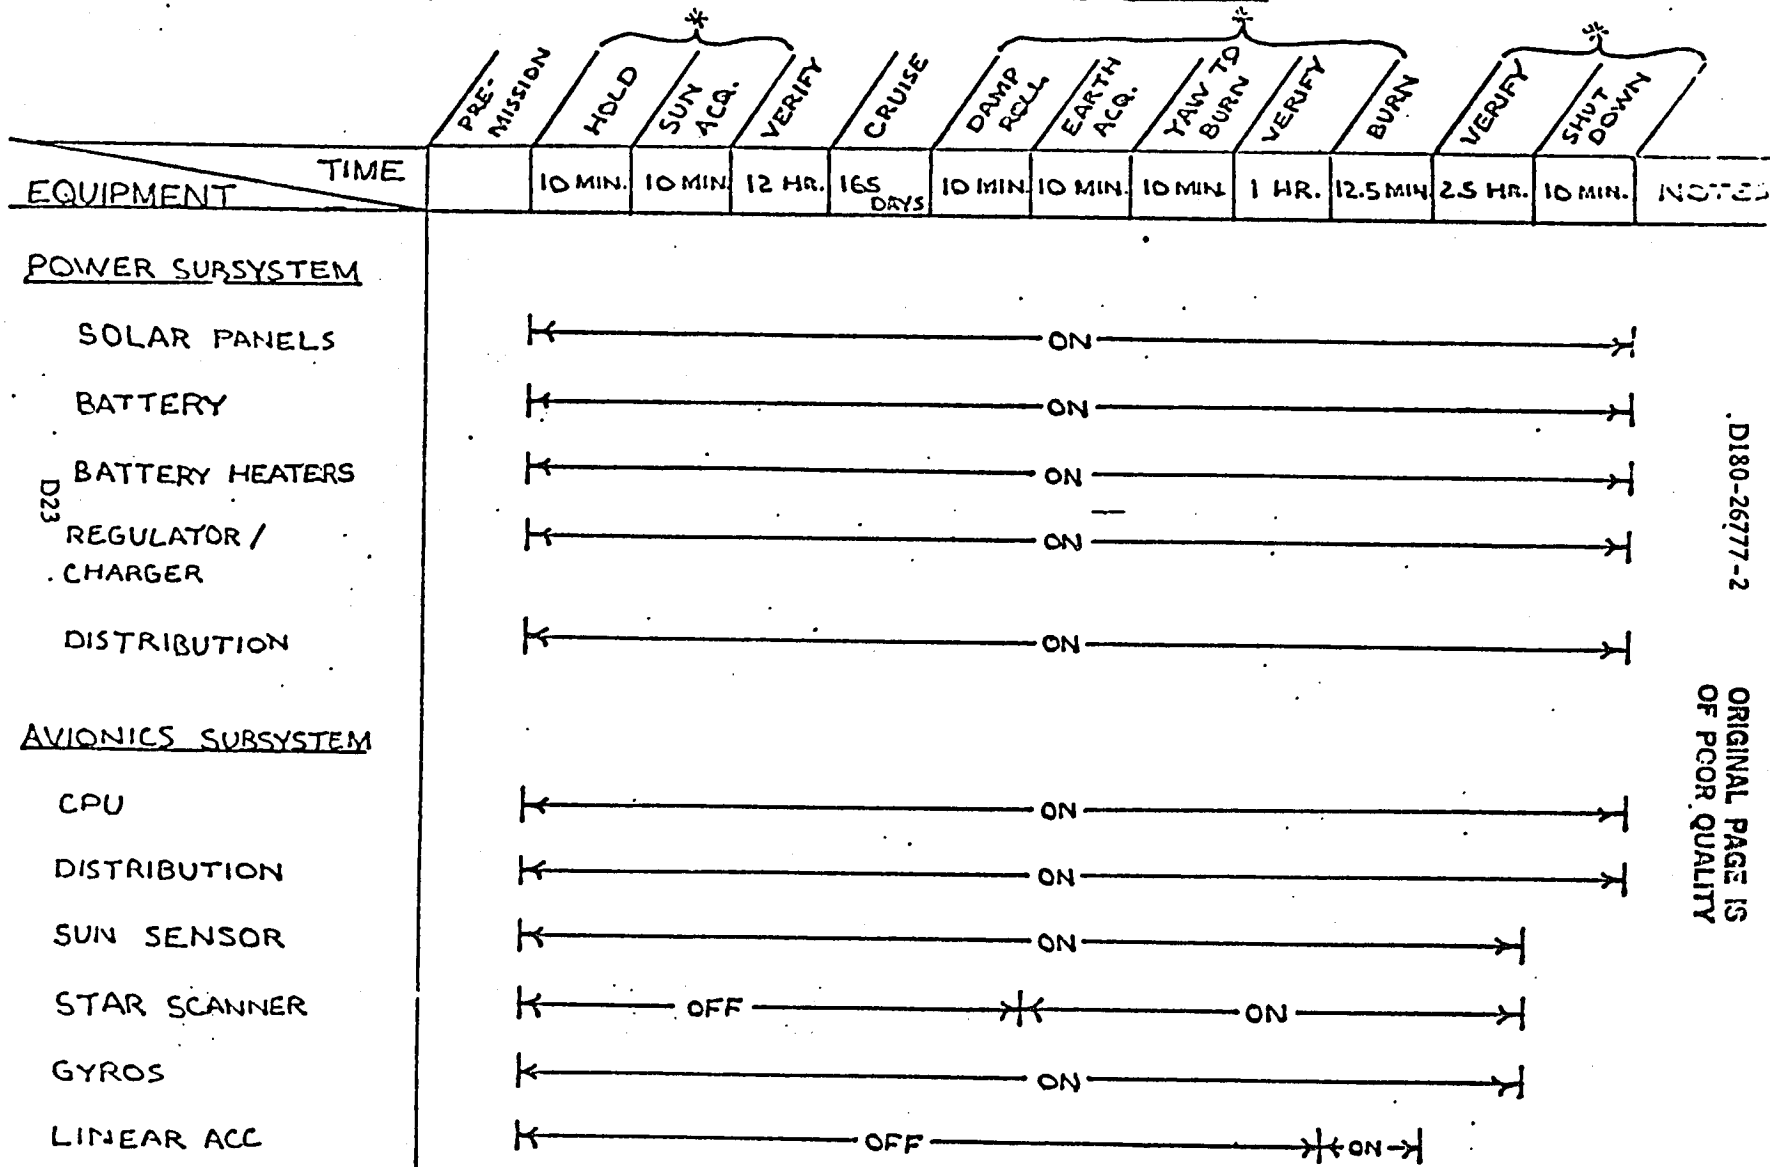 * * *
PRE-
MISSION
HOLD
SUN
ACQ.
VERIFY
CRUISE
DAMP
ROLL
EARTH
ACQ.
YAW TO
BURN
VERIFY
BURN
VERIFY
SHUT
DOWN
TIME
EQUIPMENT
10 MIN. 10 MIN 12 HR. 165 DAYS 10 MIN. 10 MIN. 10 MIN 1 HR. 12.5 MIN 2.5 HR. 10 MIN. NOTES
POWER SUBSYSTEM
SOLAR PANELS ON
BATTERY ON
BATTERY HEATERS ON
REGULATOR / ON
CHARGER
DISTRIBUTION ON
AVIONICS SUBSYSTEM
CPU ON
DISTRIBUTION ON
SUN SENSOR ON
STAR SCANNER OFF ON
GYROS ON
LINEAR ACC OFF ON
D23
D180-26777-2
ORIGINAL PAGE IS
OF POOR QUALITY